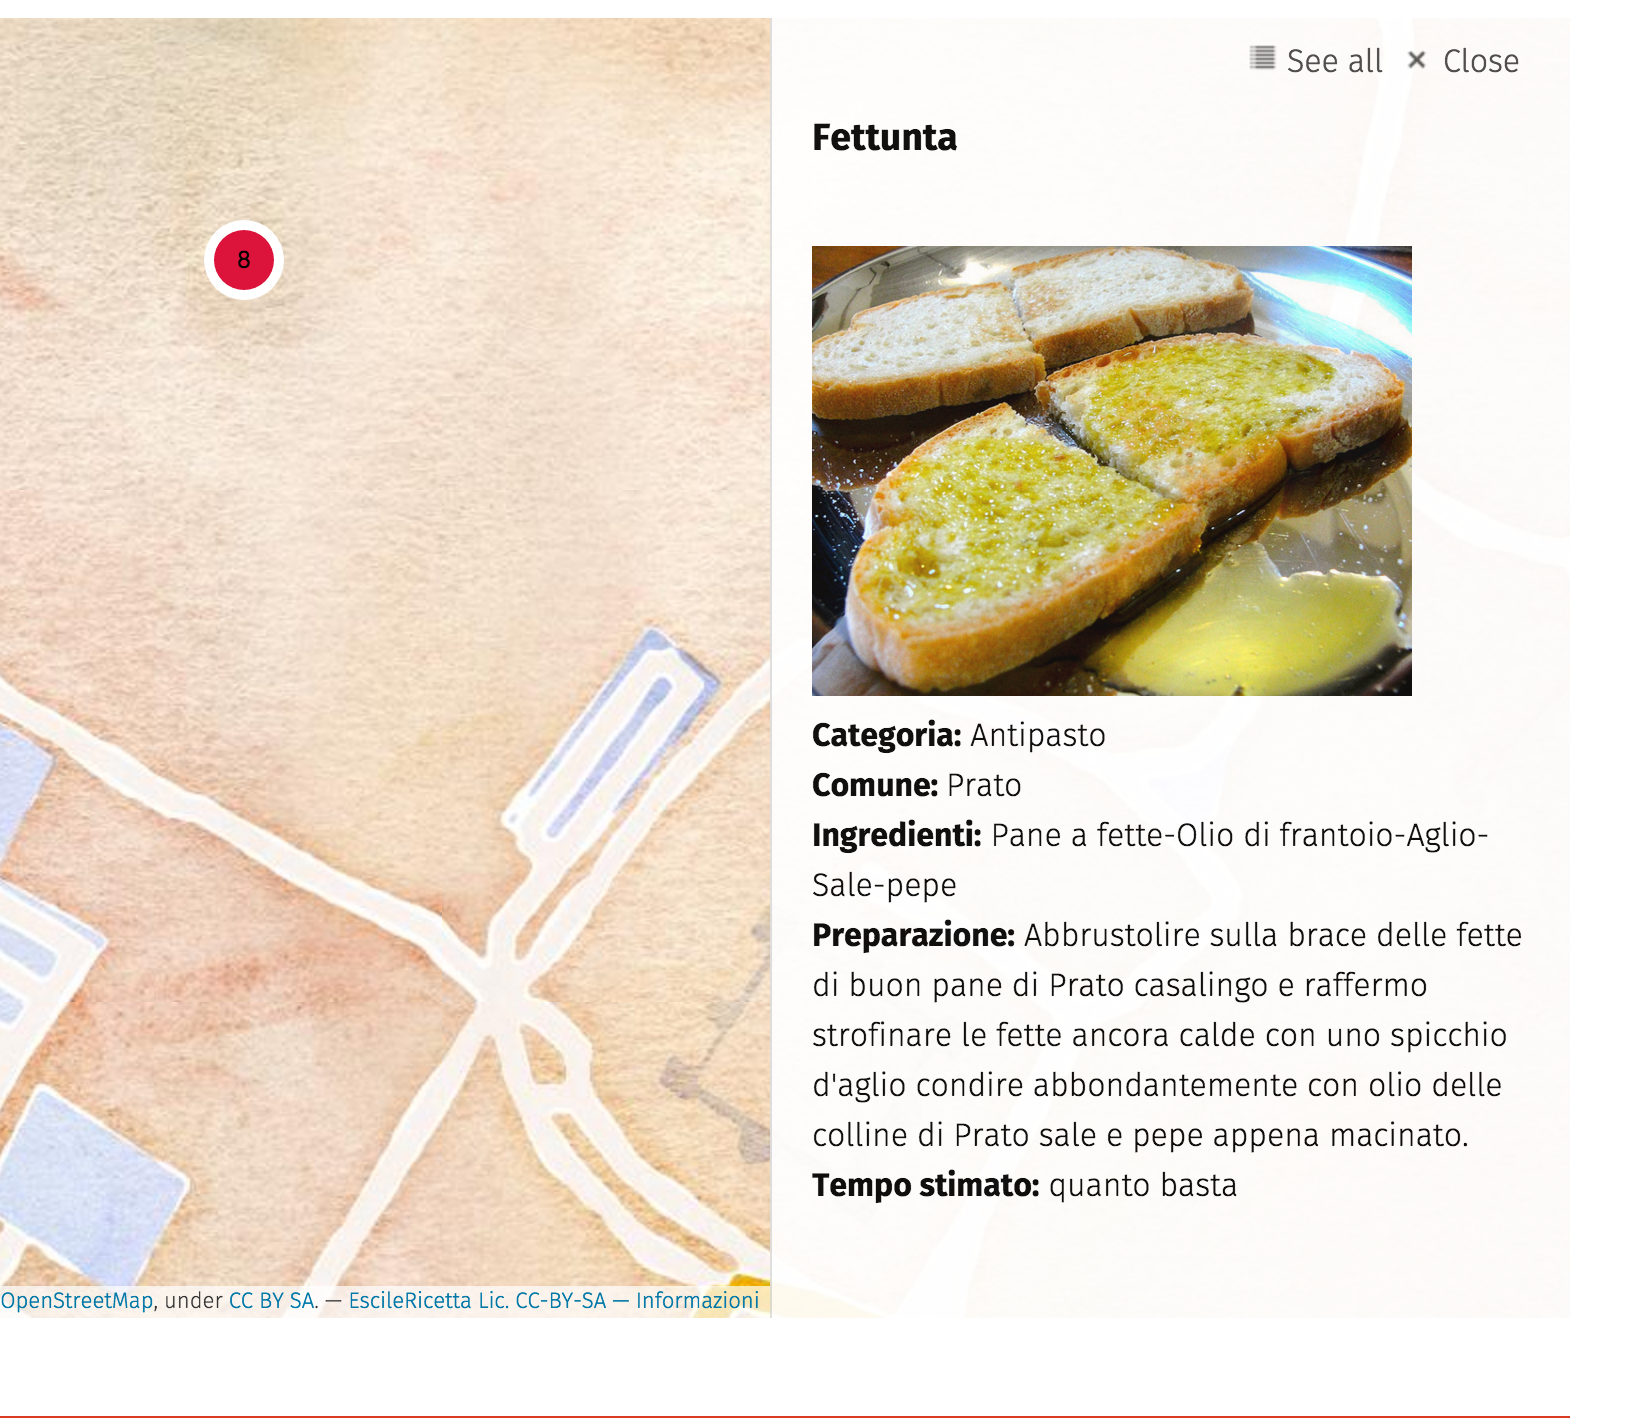 See all × Close
Fettunta
8
Categoria: Antipasto
Comune: Prato
Ingredienti: Pane a fette-Olio di frantoio-Aglio-
Sale-pepe
Preparazione: Abbrustolire sulla brace delle fette
di buon pane di Prato casalingo e raffermo
strofinare le fette ancora calde con uno spicchio
d'aglio condire abbondantemente con olio delle
colline di Prato sale e pepe appena macinato.
Tempo stimato: quanto basta
OpenStreetMap, under CC BY SA. — EscileRicetta Lic. CC-BY-SA — Informazioni